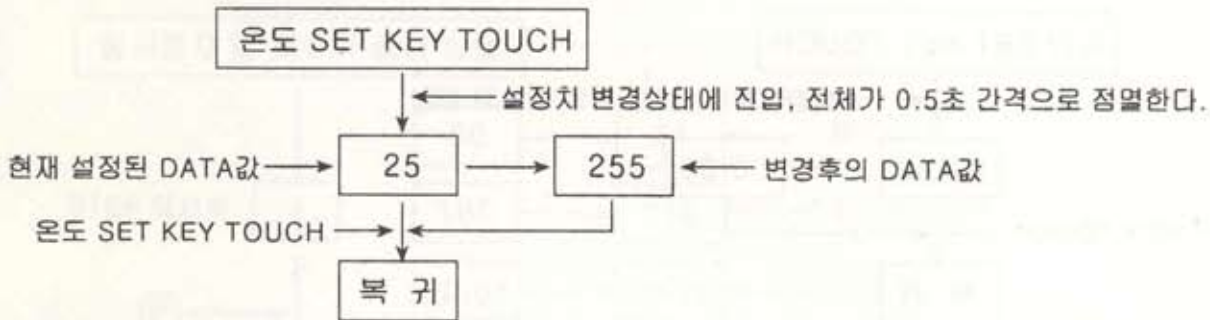 온도 SET KEY TOUCH
설정치 변경상태에 진입, 전체가 0.5초 간격으로 점멸한다.
현재 설정된 DATA값 25 255 변경후의 DATA값
온도 SET KEY TOUCH
복 귀